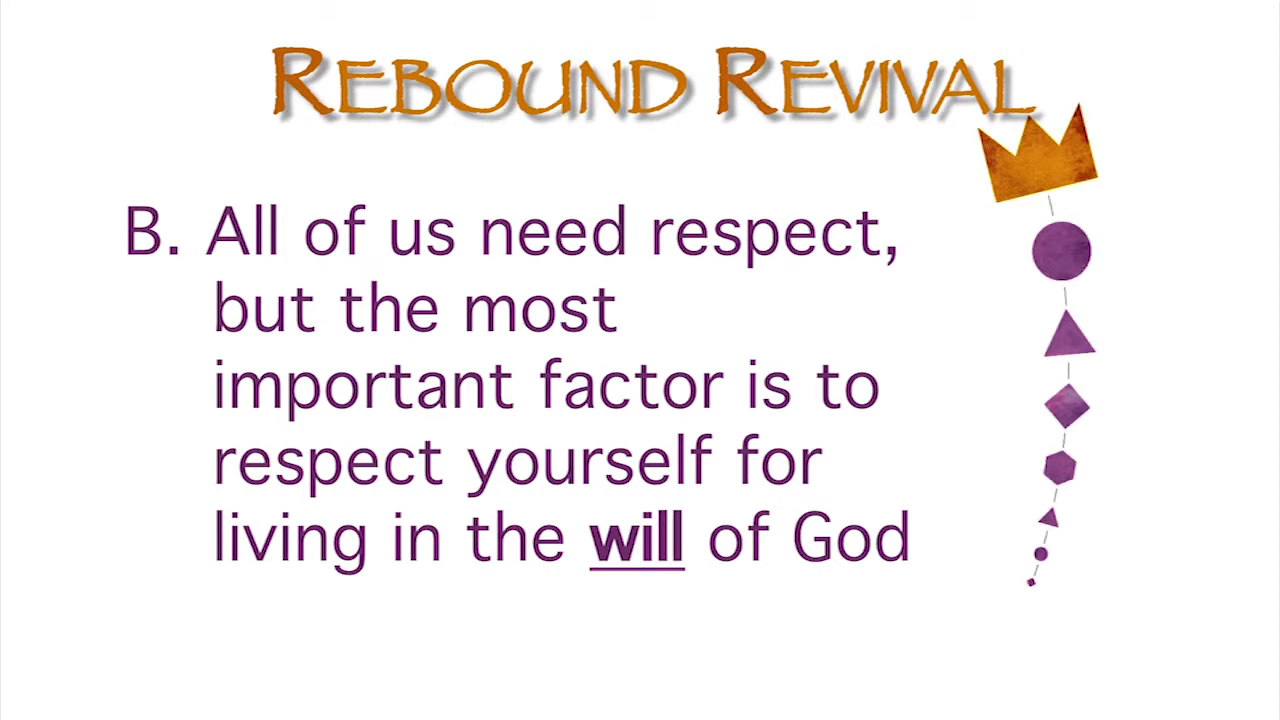 REBOUND REVIVAL
B. All of us need respect,
but the most
important factor is to
respect yourself for
living in the will of God